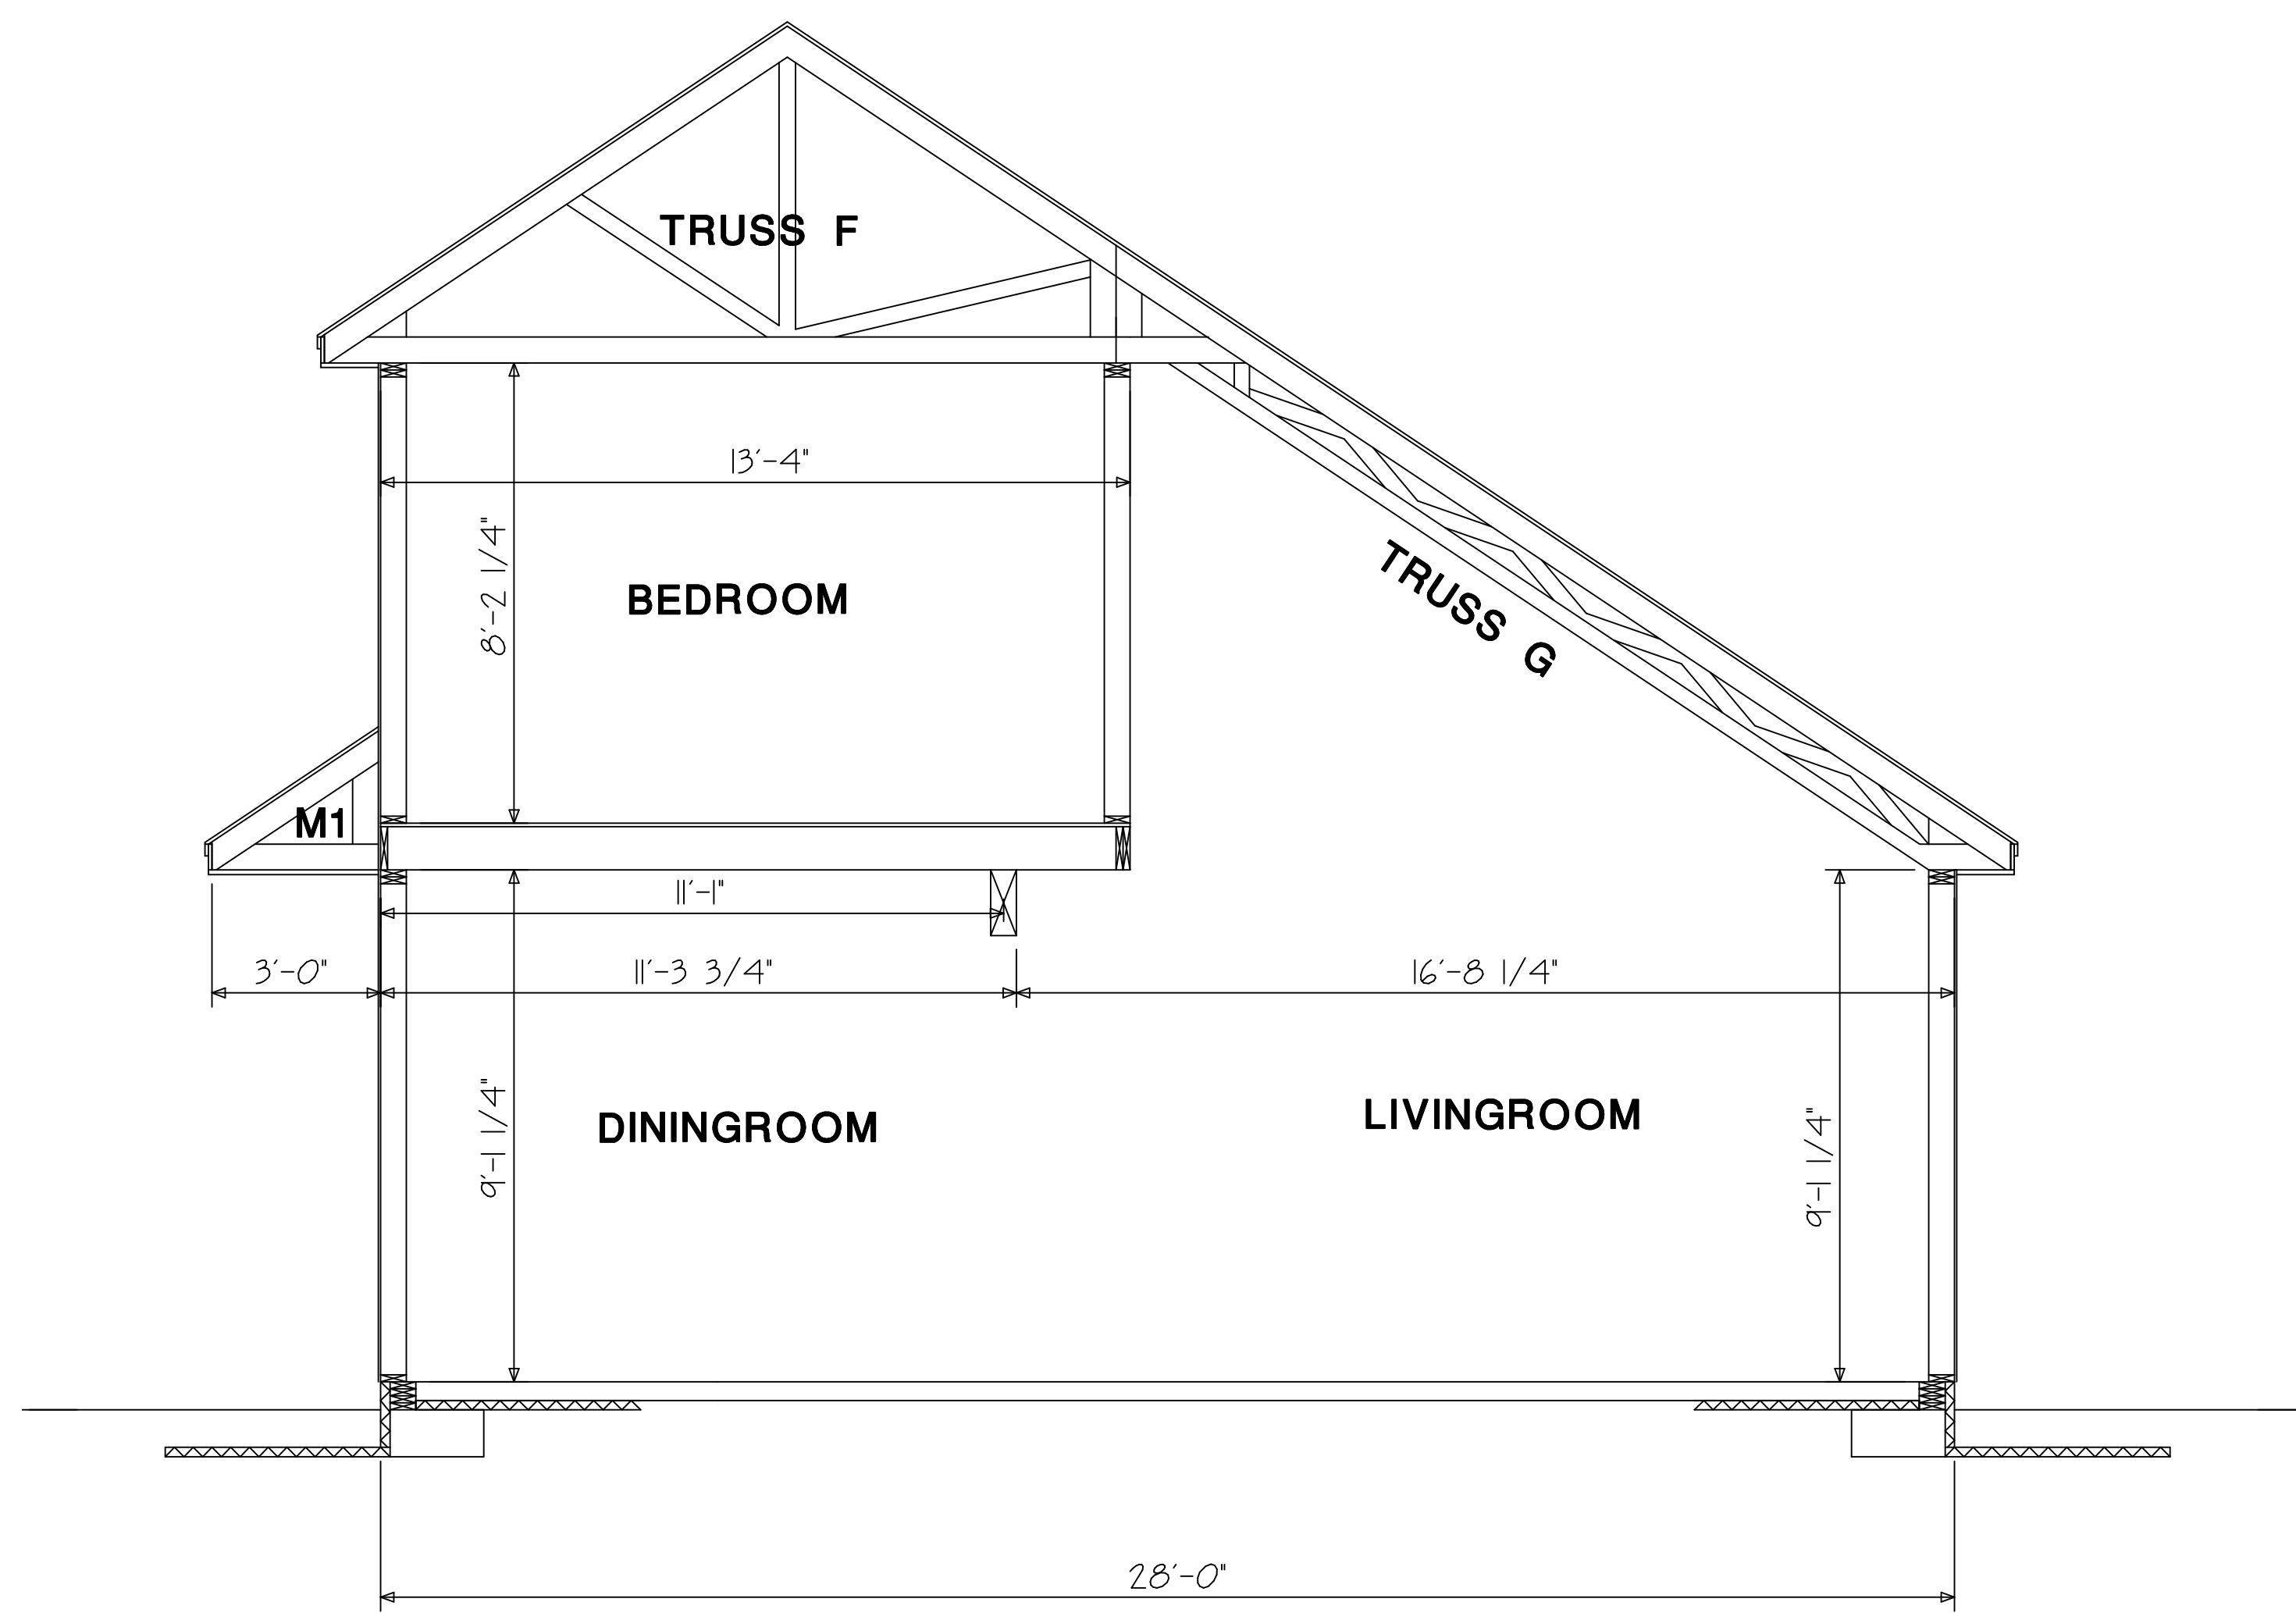 TRUSS F
13'-4"
8'-2 1/4"
BEDROOM
TRUSS G
M1
11'-1"
3'-0"
11'-3 3/4"
16'-8 1/4"
9'-1 1/4"
DININGROOM
LIVINGROOM
9'-1 1/4"
28'-0"